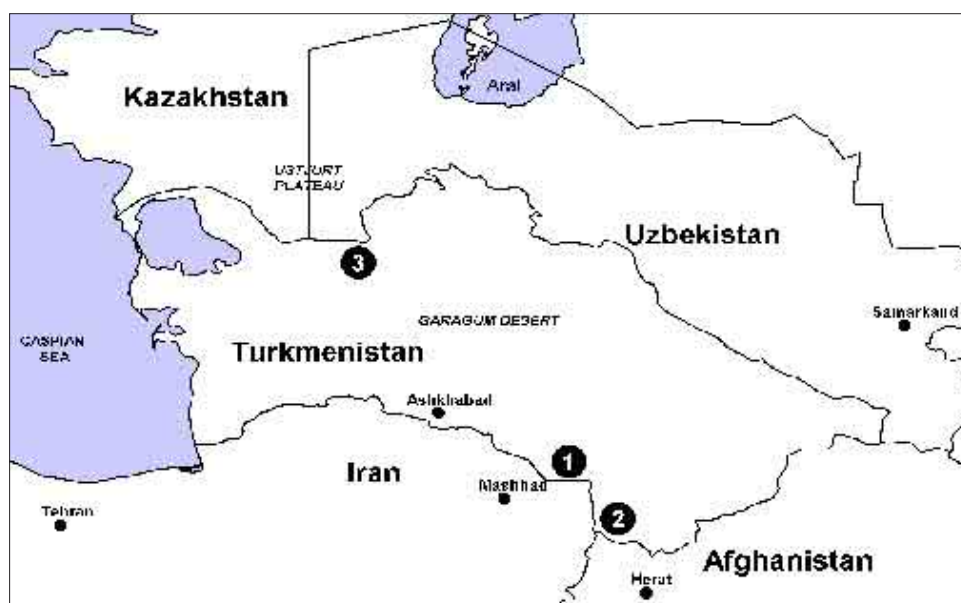 Aral
Kazakhstan
USTJURT
PLATEAU
Uzbekistan
3
Samarkand
GARAGUM DESERT
CASPIAN
SEA
Turkmenistan
Ashkhabad
1
Iran
Mashhad
2
Tehran
Afghanistan
Herat